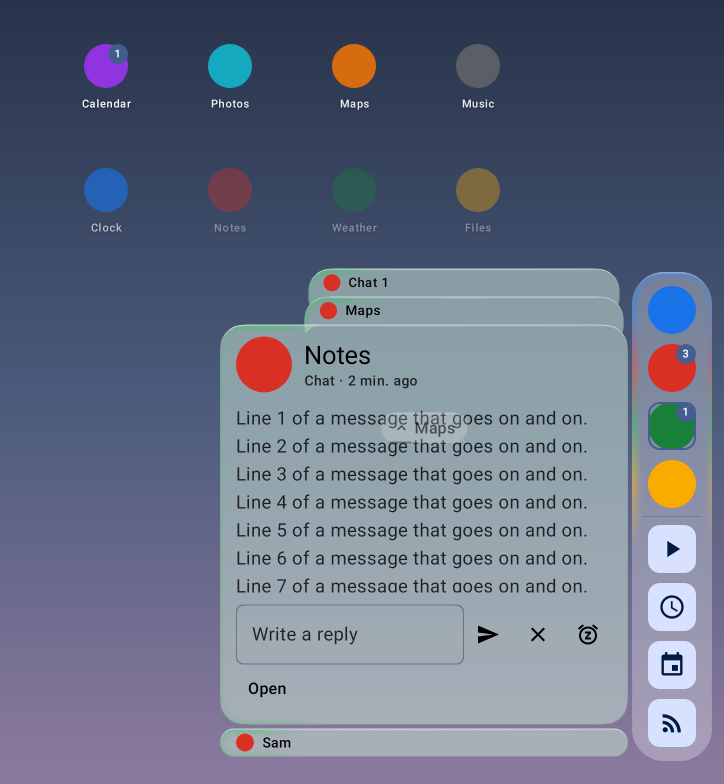 1
Calendar
Photos
Maps
Music
Clock
Notes
Weather
Files
Chat 1
Maps
Notes
Chat · 2 min. ago
3
1
Line 1 of a message that goes on and on.
Maps
Line 2 of a message that goes on and on.
Line 3 of a message that goes on and on.
Line 4 of a message that goes on and on.
Line 5 of a message that goes on and on.
Line 6 of a message that goes on and on.
Line 7 of a message that goes on and on.
Write a reply
Open
Sam